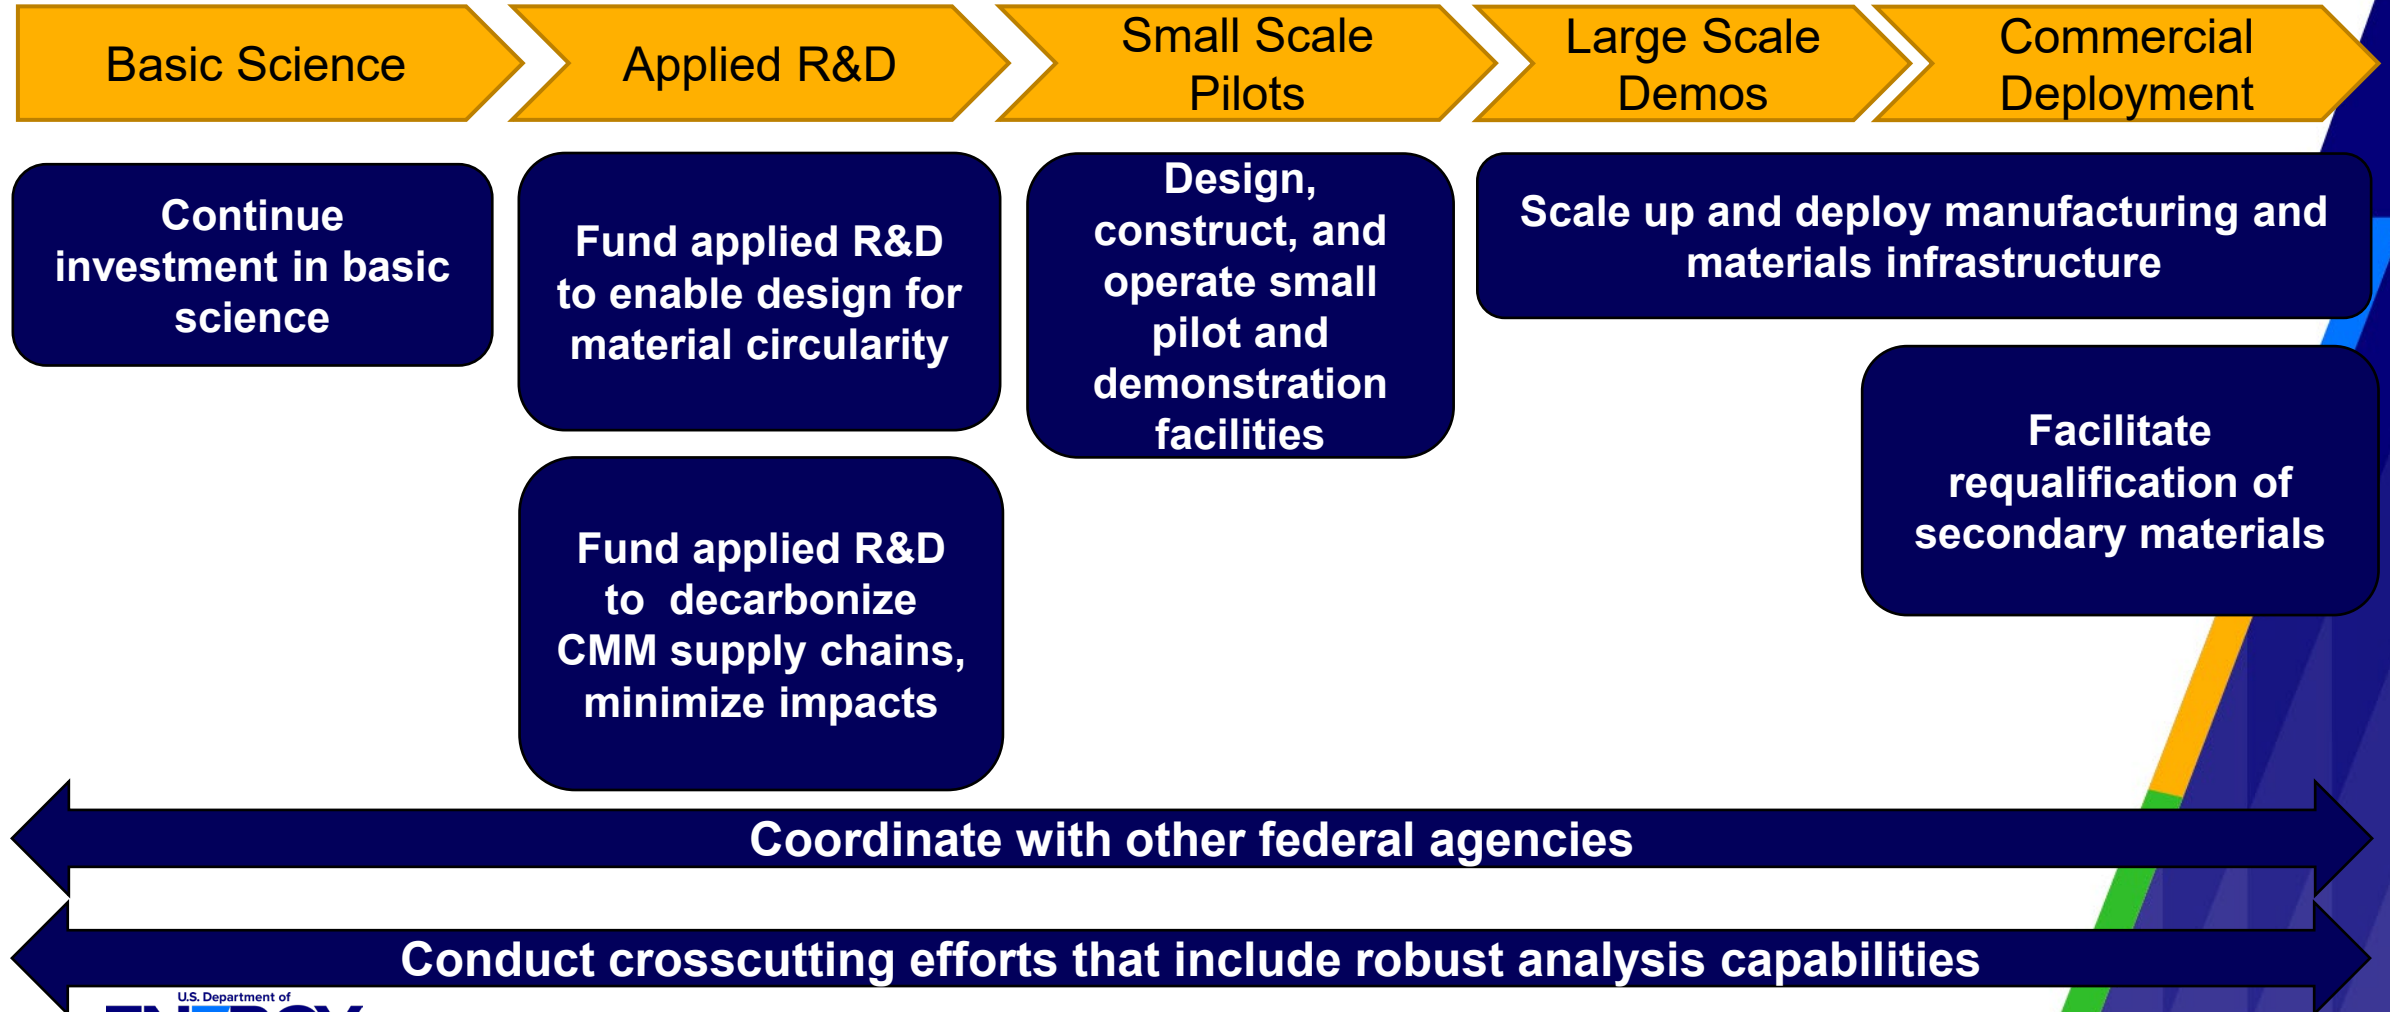 Basic Science
Applied R&D
Small Scale
Pilots
Large Scale
Demos
Commercial
Deployment
Continue
investment in basic
science
Fund applied R&D
to enable design for
material circularity
Design,
construct, and
operate small
pilot and
demonstration
facilities
Scale up and deploy manufacturing and
materials infrastructure
Facilitate
requalification of
secondary materials
Fund applied R&D
to  decarbonize
CMM supply chains,
minimize impacts
Coordinate with other federal agencies
Conduct crosscutting efforts that include robust analysis capabilities
U.S. Department of
ENERGY